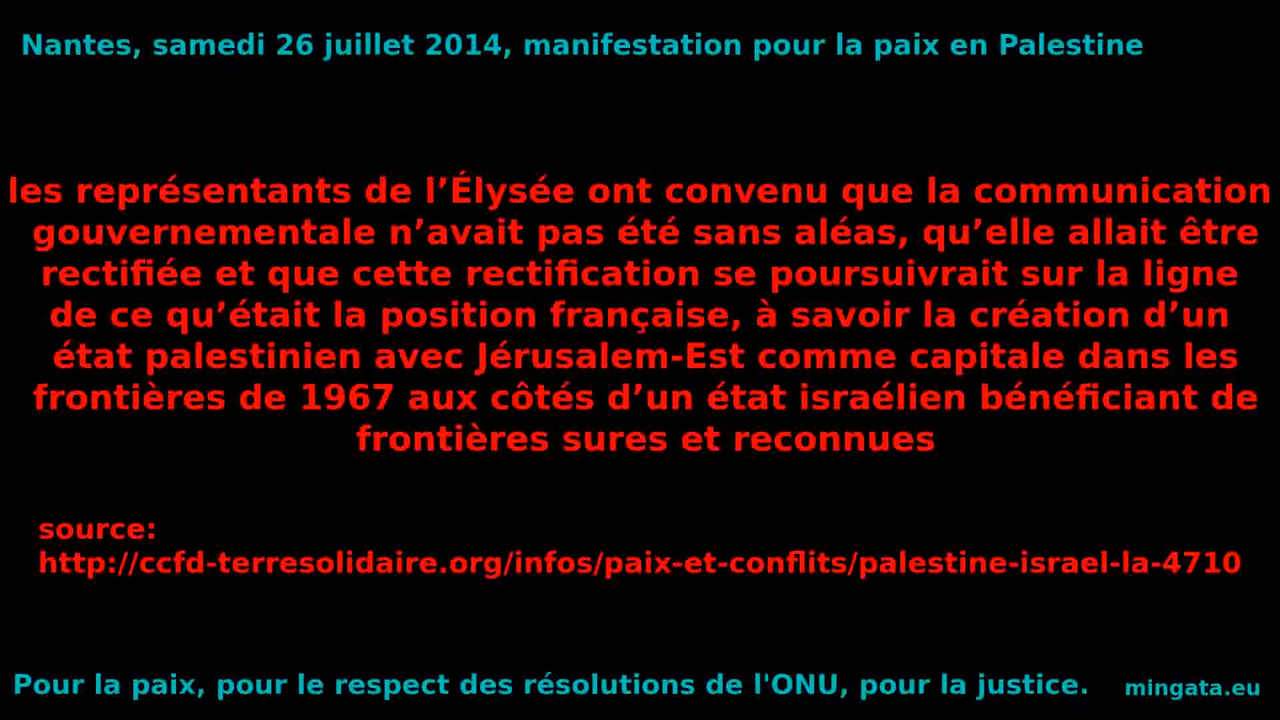 Nantes, samedi 26 juillet 2014, manifestation pour la paix en Palestine
les représentants de l’Élysée ont convenu que la communication
gouvernementale n’avait pas été sans aléas, qu’elle allait être
rectifiée et que cette rectification se poursuivrait sur la ligne
de ce qu’était la position française, à savoir la création d’un
état palestinien avec Jérusalem-Est comme capitale dans les
frontières de 1967 aux côtés d’un état israélien bénéficiant de
frontières sures et reconnues
source:
http://ccfd-terresolidaire.org/infos/paix-et-conflits/palestine-israel-la-4710
Pour la paix, pour le respect des résolutions de l'ONU, pour la justice.
mingata.eu